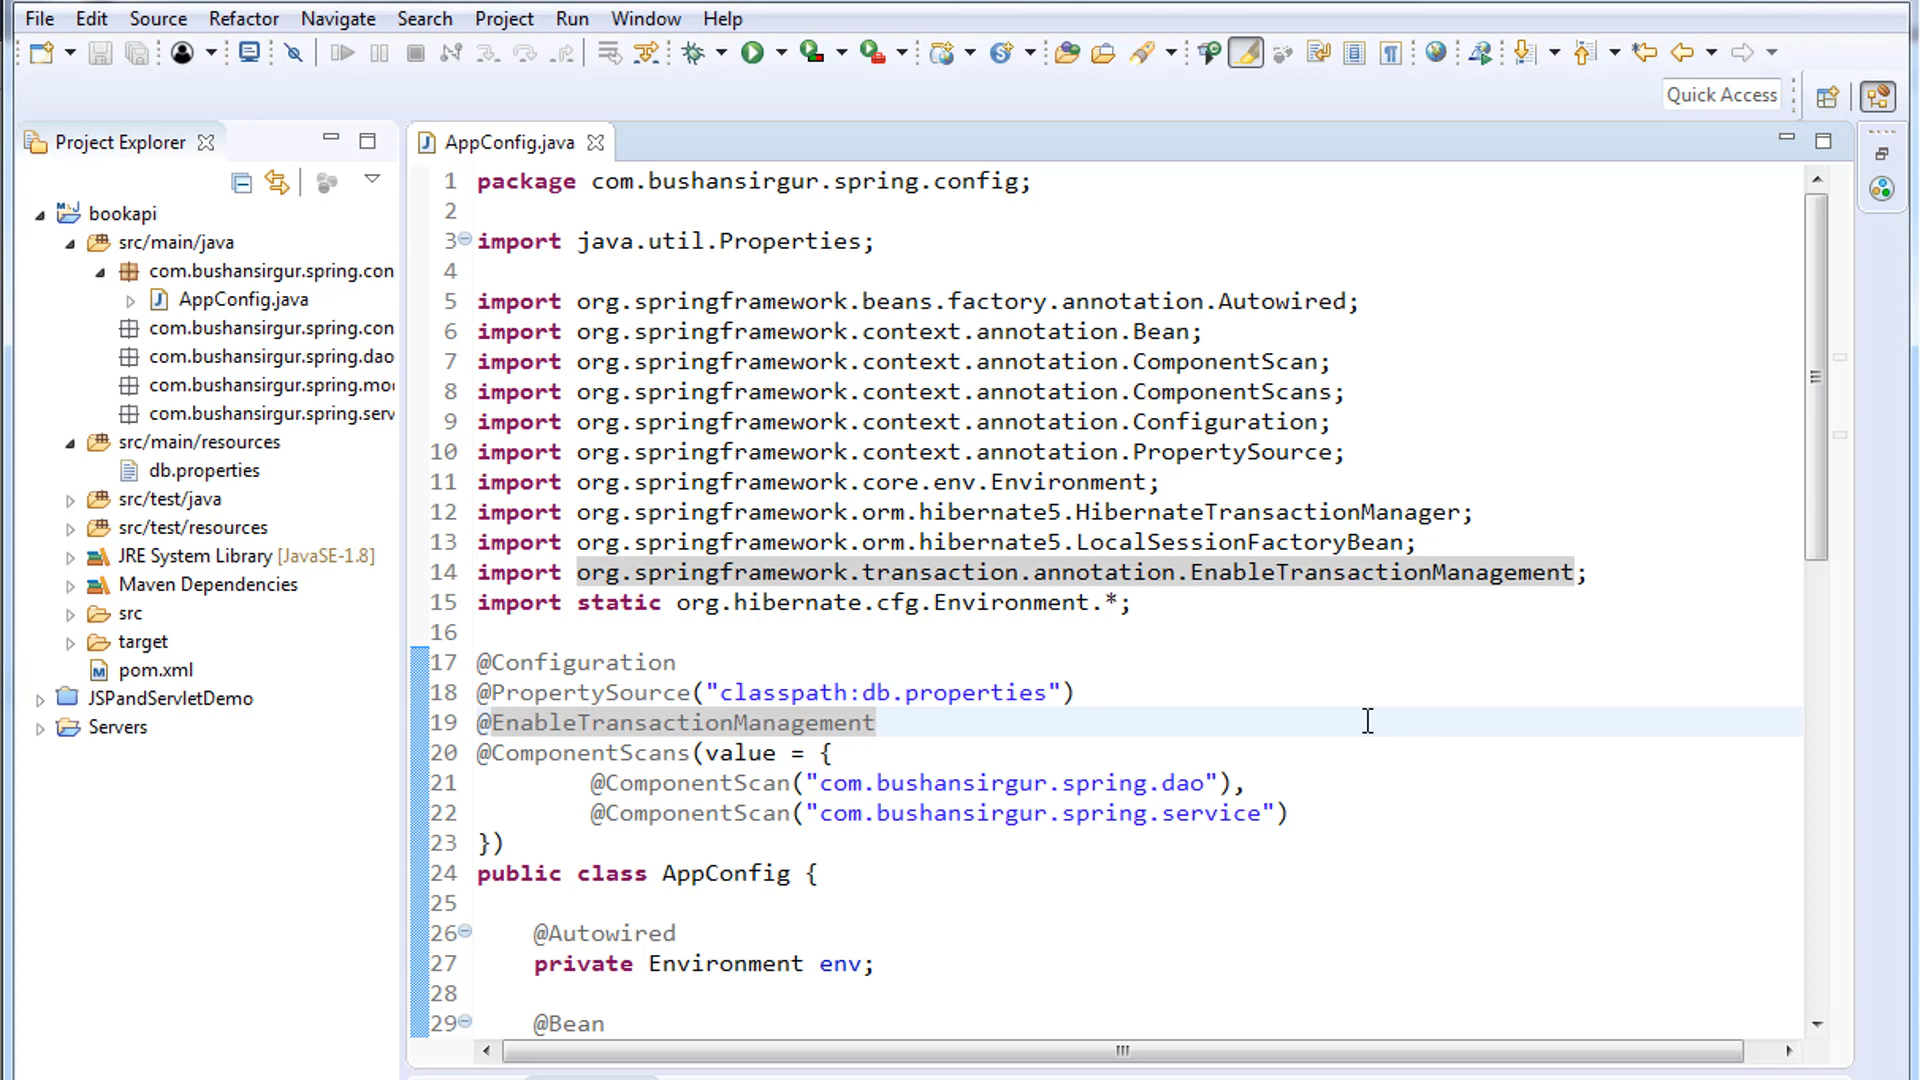 File Edit Source Refactor Navigate Search Project Run Window Help
Quick Access
Project Explorer
bookapi
src/main/java
com.bushansirgur.spring.con
AppConfig.java
com.bushansirgur.spring.con
com.bushansirgur.spring.dao
com.bushansirgur.spring.mo
com.bushansirgur.spring.serv
src/main/resources
db.properties
src/test/java
src/test/resources
JRE System Library [JavaSE-1.8]
Maven Dependencies
src
target
pom.xml
JSPandServletDemo
Servers
AppConfig.java
1 package com.bushansirgur.spring.config;
2
3 import java.util.Properties;
4
5 import org.springframework.beans.factory.annotation.Autowired;
6 import org.springframework.context.annotation.Bean;
7 import org.springframework.context.annotation.ComponentScan;
8 import org.springframework.context.annotation.ComponentScans;
9 import org.springframework.context.annotation.Configuration;
10 import org.springframework.context.annotation.PropertySource;
11 import org.springframework.core.env.Environment;
12 import org.springframework.orm.hibernate5.HibernateTransactionManager;
13 import org.springframework.orm.hibernate5.LocalSessionFactoryBean;
14 import org.springframework.transaction.annotation.EnableTransactionManagement;
15 import static org.hibernate.cfg.Environment.*;
16
17 @Configuration
18 @PropertySource("classpath:db.properties")
19 @EnableTransactionManagement
20 @ComponentScans(value = {
21 @ComponentScan("com.bushansirgur.spring.dao"),
22 @ComponentScan("com.bushansirgur.spring.service")
23 })
24 public class AppConfig {
25
26 @Autowired
27 private Environment env;
28
29 @Bean